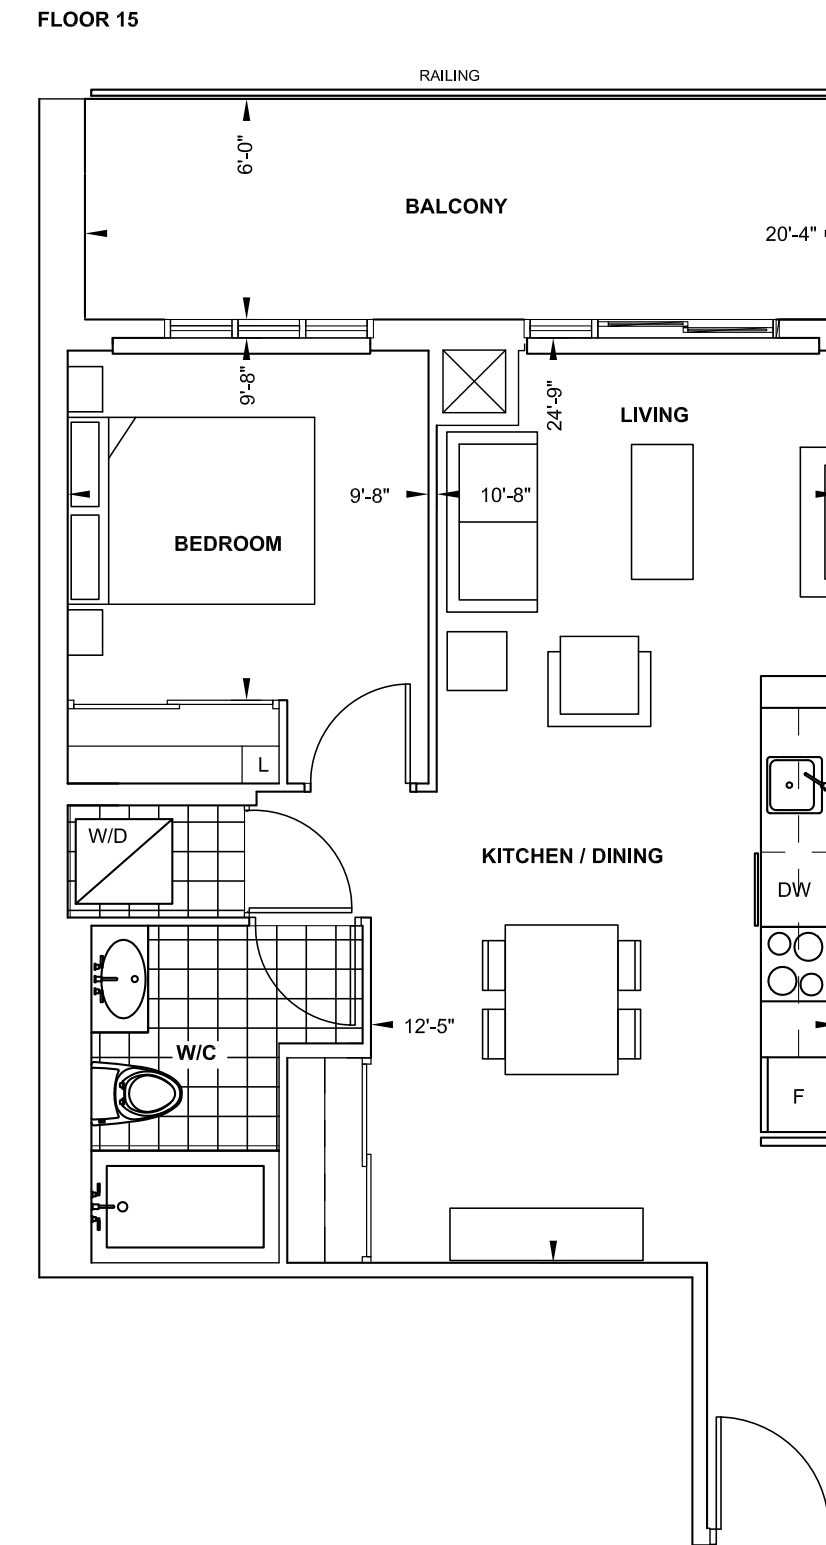 FLOOR 15
RAILING
6'-0"
BALCONY
20'-4"
9'-8"
24'-9"
LIVING
9'-8"
10'-8"
BEDROOM
L
W/D
KITCHEN / DINING
DW
12'-5"
W/C
F